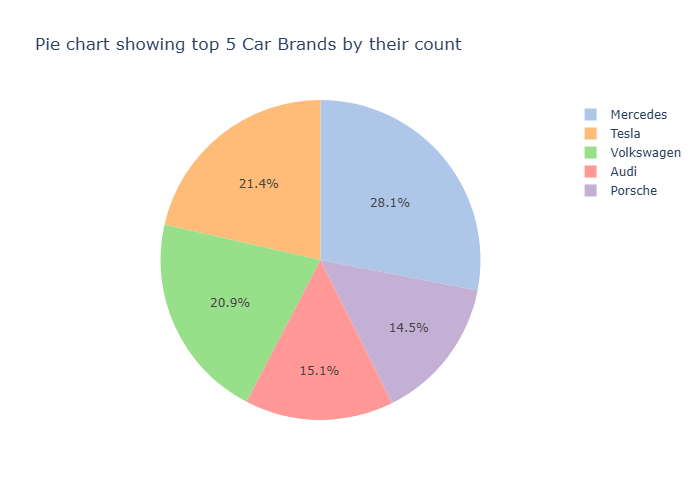 Pie chart showing top 5 Car Brands by their count
Mercedes
Tesla
Volkswagen
Audi
Porsche
28.1%
21.4%
20.9%
15.1%
14.5%